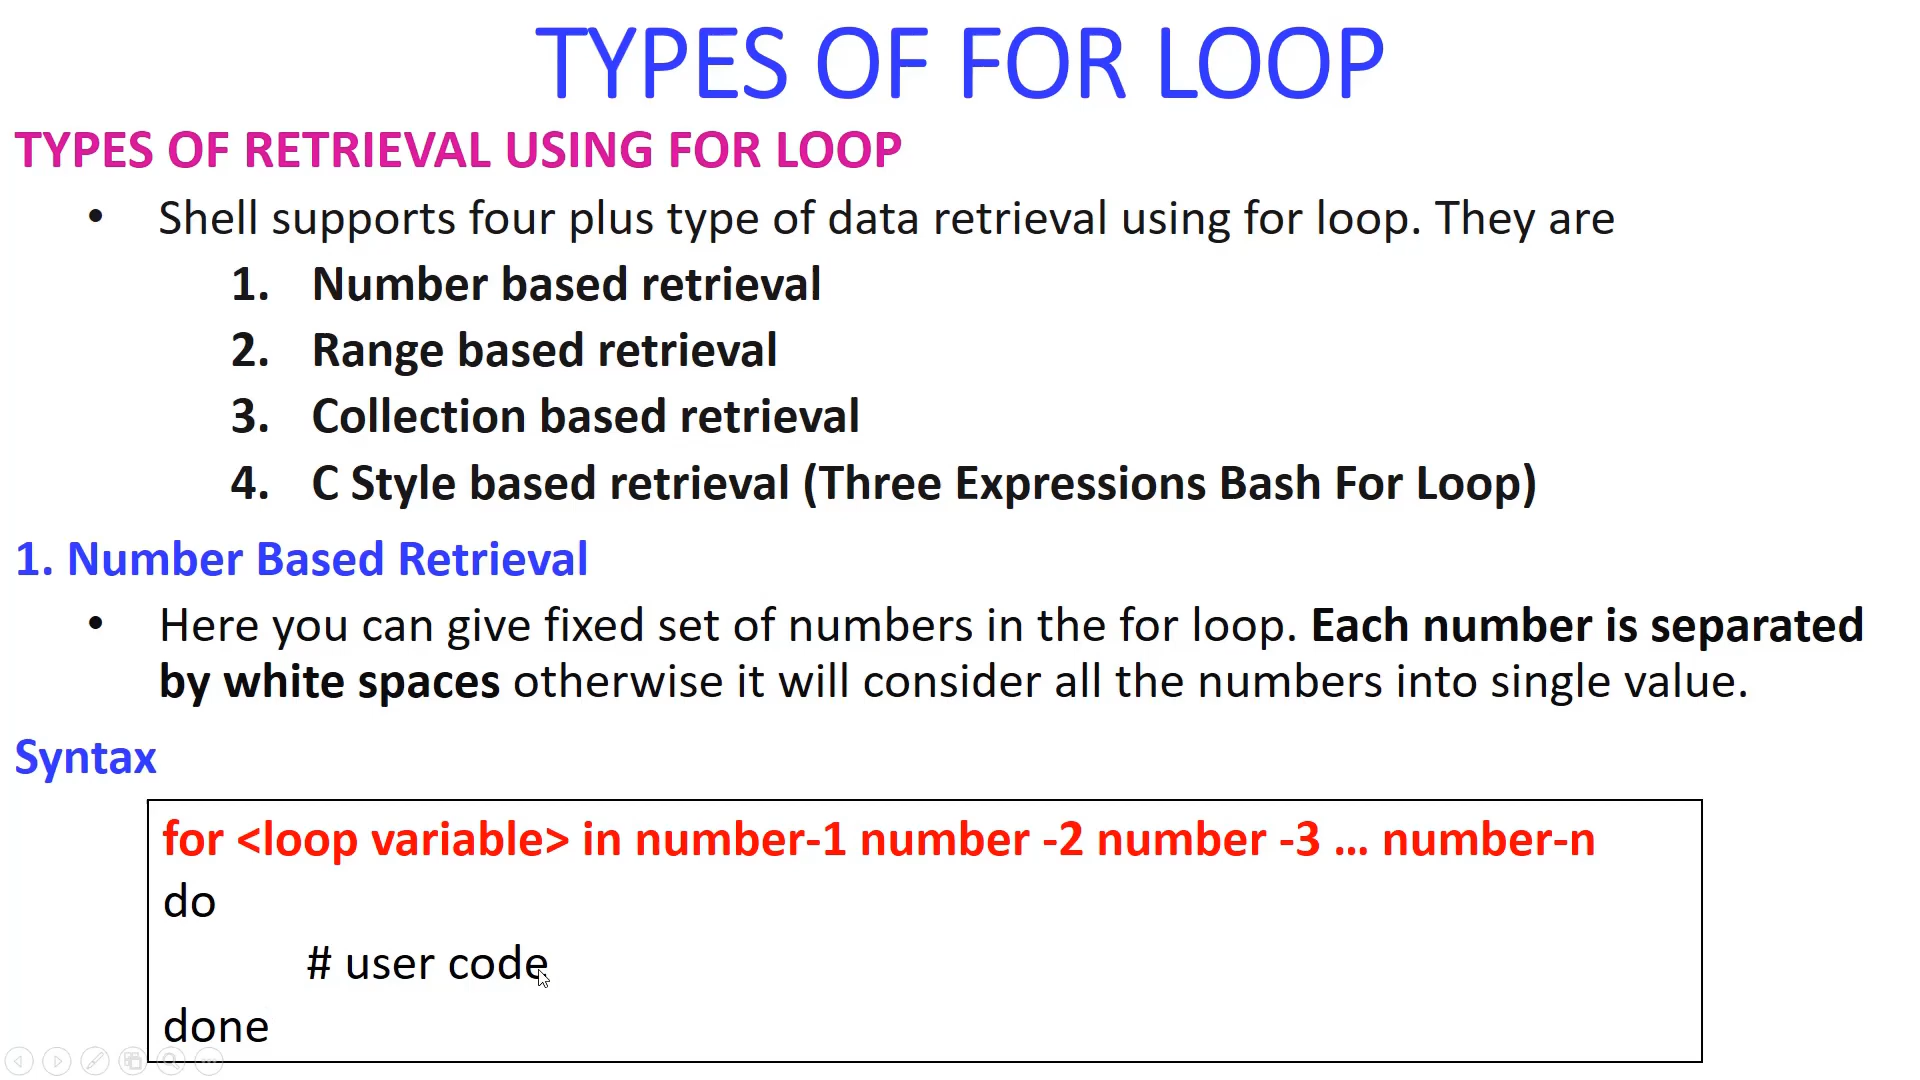 TYPES OF FOR LOOP
TYPES OF RETRIEVAL USING FOR LOOP
• Shell supports four plus type of data retrieval using for loop. They are
1. Number based retrieval
2. Range based retrieval
3. Collection based retrieval
4. C Style based retrieval (Three Expressions Bash For Loop)
1. Number Based Retrieval
• Here you can give fixed set of numbers in the for loop. Each number is separated
by white spaces otherwise it will consider all the numbers into single value.
Syntax
for <loop variable> in number-1 number -2 number -3 … number-n
do
# user code
done